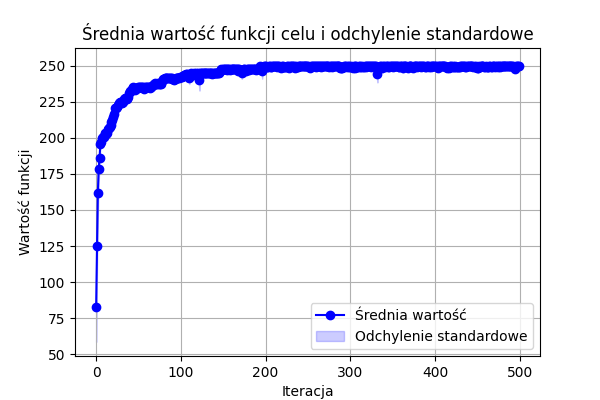 Średnia wartość funkcji celu i odchylenie standardowe
250
225
200
175
150
125
100
75
50
Wartość funkcji
0 100 200 300 400 500
Iteracja
Średnia wartość
Odchylenie standardowe